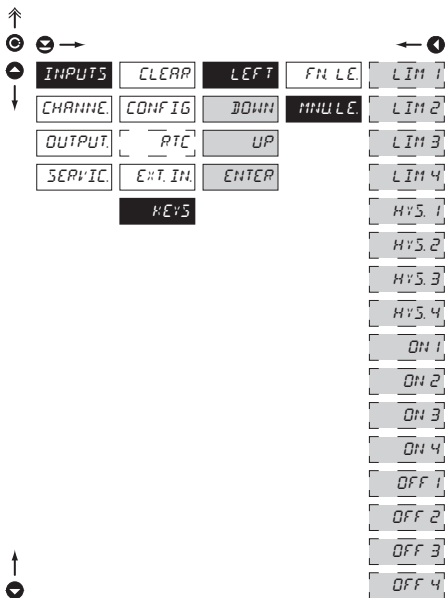 INPUTS CLEAR LEFT FN. LE. LIM 1
CHANNE. CONFIG DOWN MNU.LE. LIM 2
OUTPUT. RTC UP LIM 3
SERVIC. EXT. IN. ENTER LIM 4
KEYS HYS. 1
HYS. 2
HYS. 3
HYS. 4
ON 1
ON 2
ON 3
ON 4
OFF 1
OFF 2
OFF 3
OFF 4